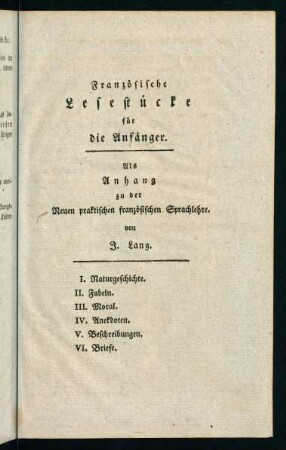 Französische
Lesestücke
für
die Anfänger.
Als
Anhang
zu der
Neuen praktischen französischen Sprachlehre.
von
J. Lang.
I. Naturgeschichte.
II. Fabeln.
III. Moral.
IV. Anekdoten.
V. Beschreibungen.
VI. Briefe.